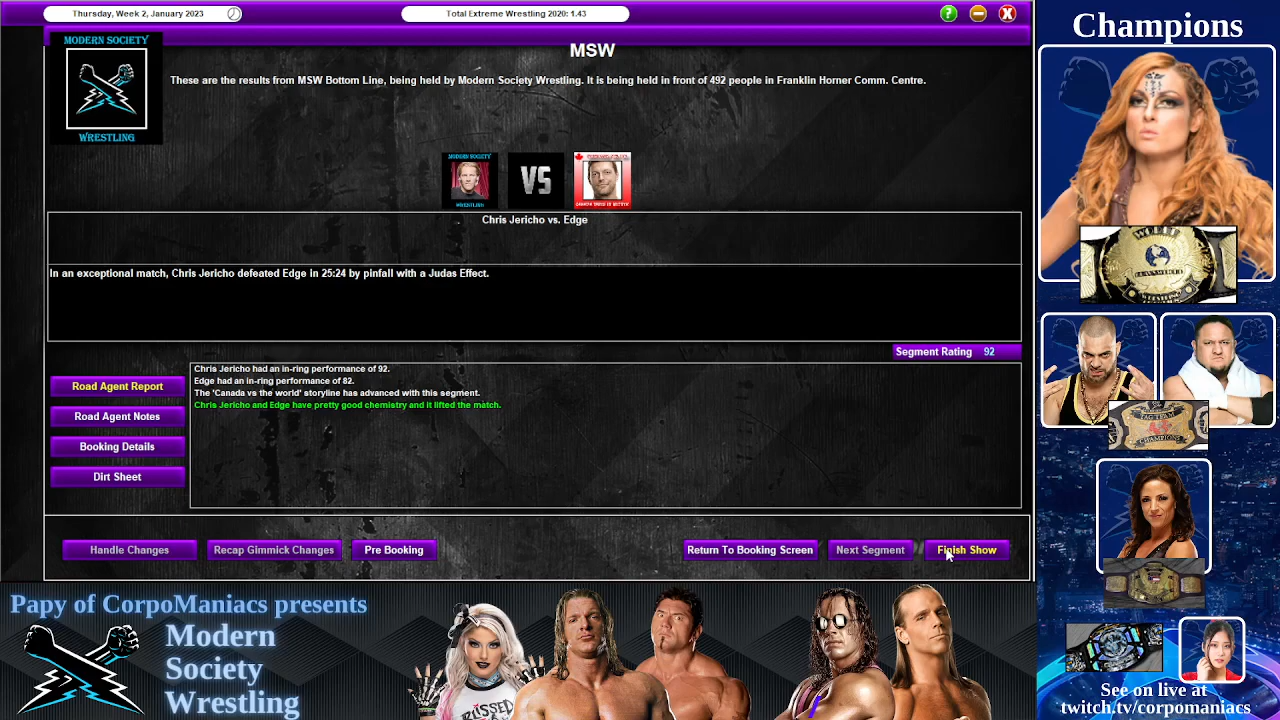 Thursday, Week 2, January 2023
Total Extreme Wrestling 2020: 1.43
MODERN SOCIETY
WRESTLING
MSW
These are the results from MSW Bottom Line, being held by Modern Society Wrestling. It is being held in front of 492 people in Franklin Horner Comm. Centre.
MODERN SOCIETY
WRESTLING
VS
Chris Jericho vs. Edge
In an exceptional match, Chris Jericho defeated Edge in 25:24 by pinfall with a Judas Effect.
Segment Rating 92
Road Agent Report
Road Agent Notes
Booking Details
Dirt Sheet
Chris Jericho had an in-ring performance of 92.
Edge had an in-ring performance of 82.
The 'Canada vs the world' storyline has advanced with this segment.
Chris Jericho and Edge have pretty good chemistry and it lifted the match.
Handle Changes
Recap Gimmick Changes
Pre Booking
Return To Booking Screen
Next Segment
Finish Show
Champions
TAG TEAM
CHAMPIONS
Papy of CorpoManiacs presents
Modern
Society
Wrestling
See on live at
twitch.tv/corpomaniacs